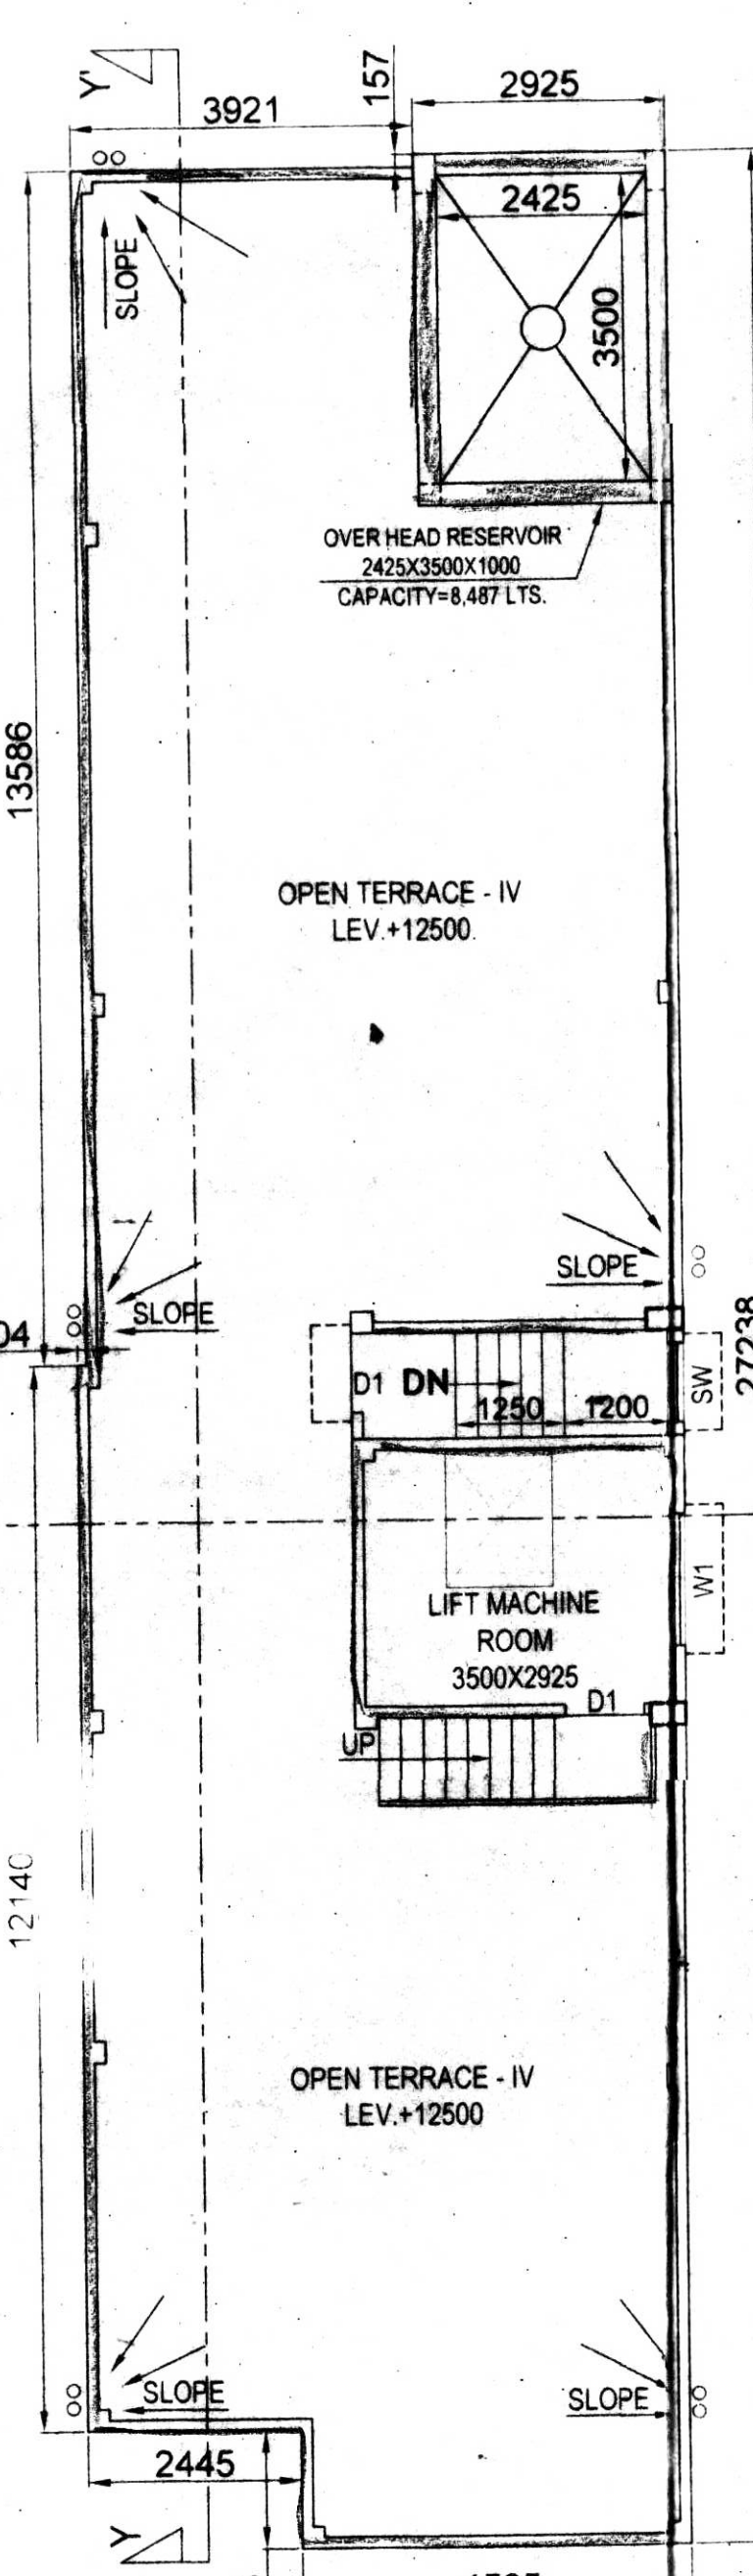 Y'
3921
157
2925
2425
3500
SLOPE
OVER HEAD RESERVOIR
2425X3500X1000
CAPACITY=8,487 LTS.
13586
OPEN TERRACE - IV
LEV.+12500
SLOPE
SLOPE
27238
D1 DN
1250
1200
SW
W1
LIFT MACHINE
ROOM
3500X2925
D1
UP
12140
OPEN TERRACE - IV
LEV.+12500
SLOPE
SLOPE
2445
Y